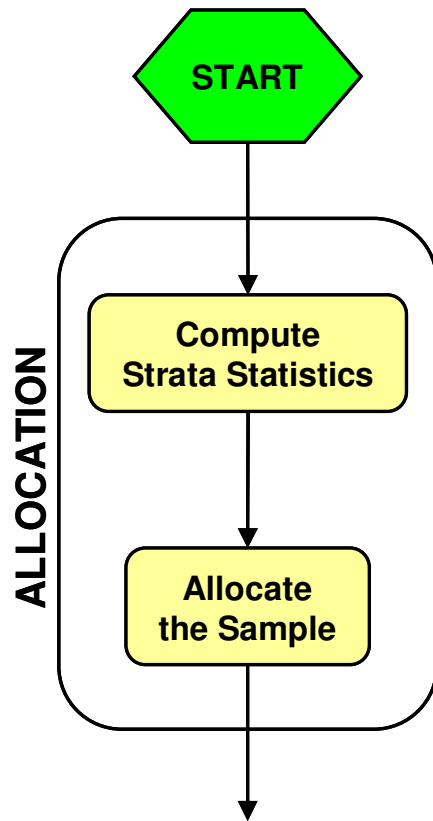 START
ALLOCATION
Compute
Strata Statistics
Allocate
the Sample